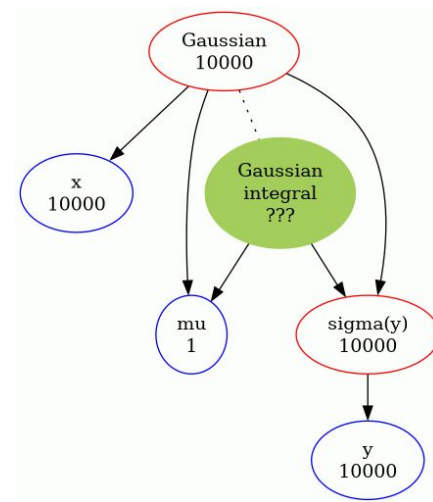 Gaussian
10000
x
10000
Gaussian
integral
???
mu
1
sigma(y)
10000
y
10000